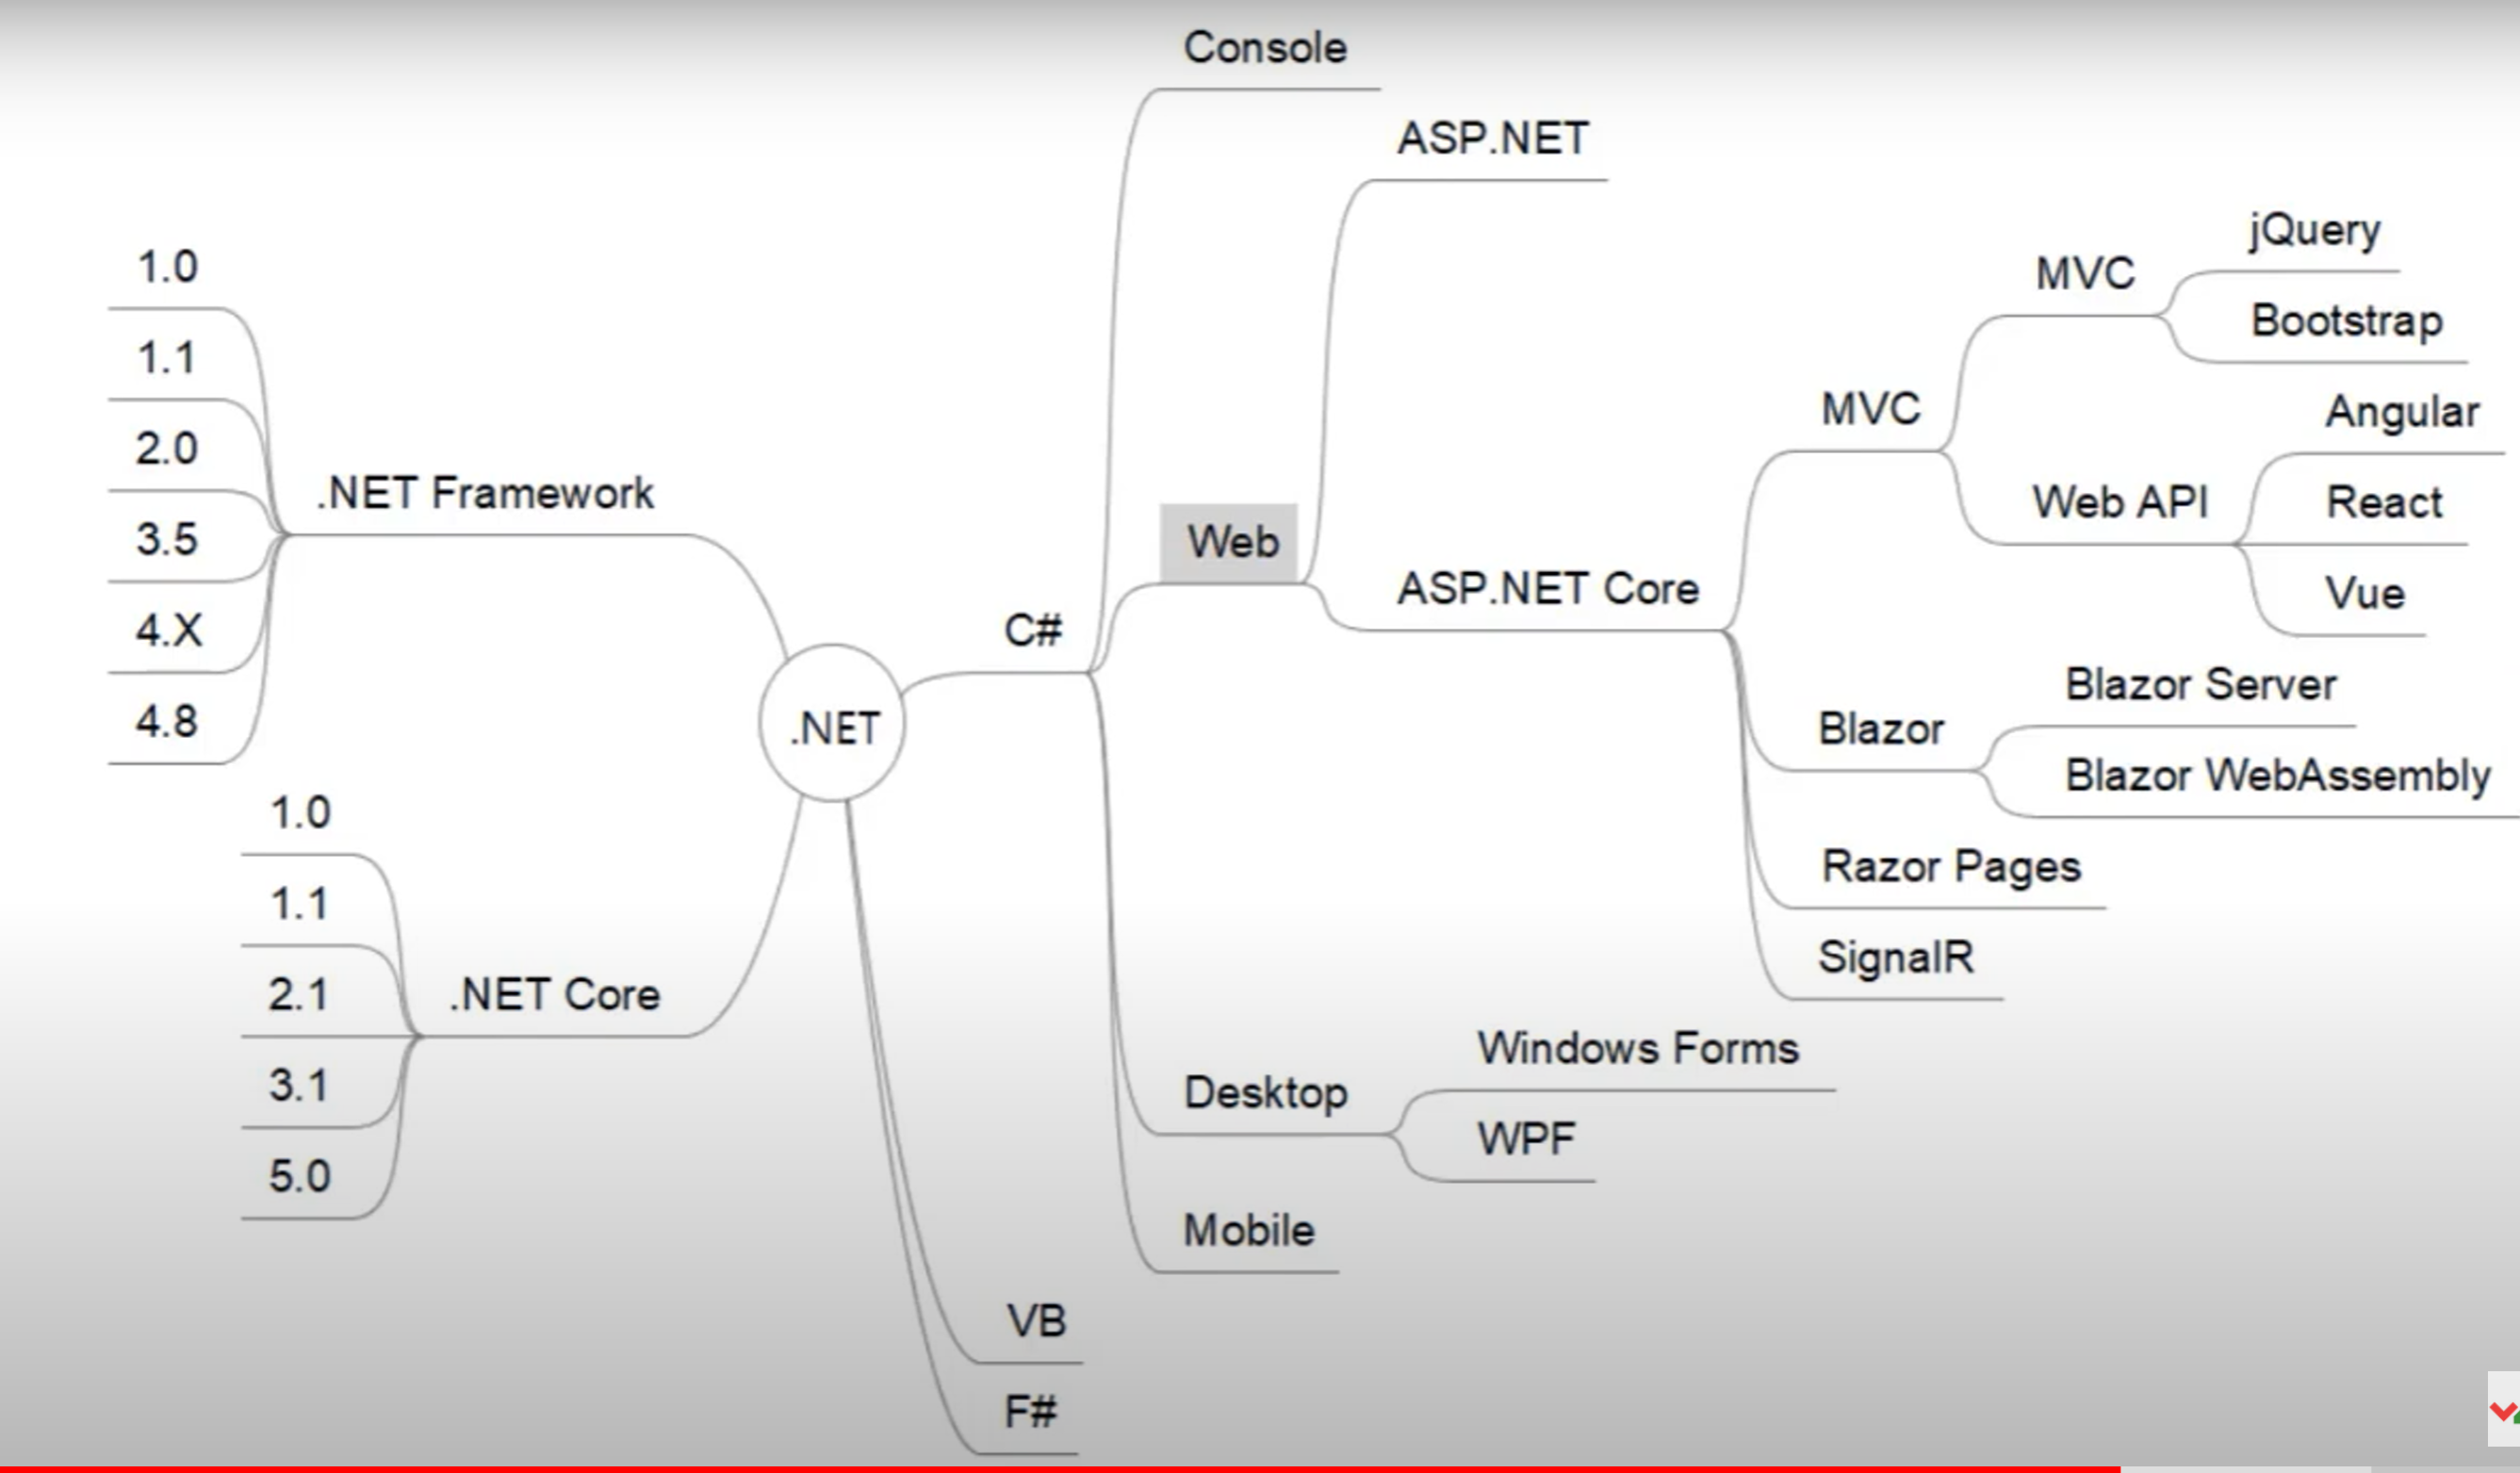 Console
ASP.NET
jQuery
MVC
Bootstrap
MVC
Angular
Web API
React
Vue
Web
ASP.NET Core
C#
Blazor Server
Blazor
Blazor WebAssembly
Razor Pages
SignalR
Windows Forms
Desktop
WPF
Mobile
VB
F#
.NET
.NET Framework
1.0
1.1
2.0
3.5
4.X
4.8
.NET Core
1.0
1.1
2.1
3.1
5.0